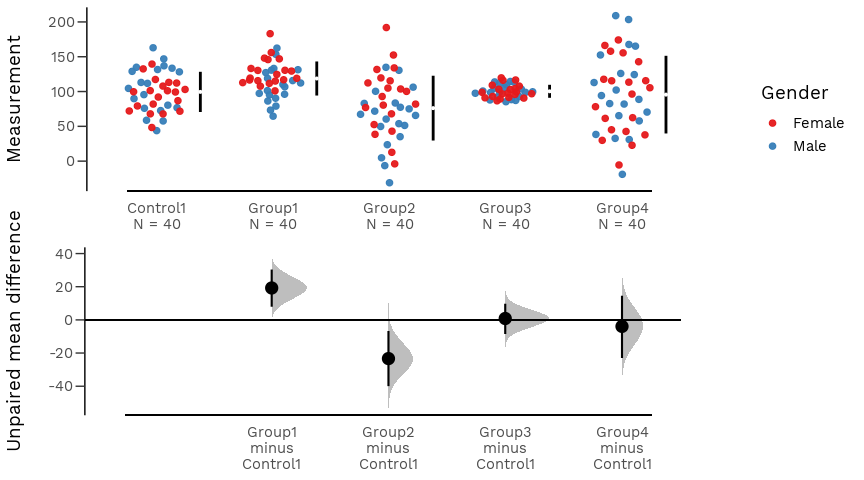 Measurement
200
150
100
50
0
Control1
N = 40
Group1
N = 40
Group2
N = 40
Group3
N = 40
Group4
N = 40
Gender
Female
Male
Unpaired mean difference
40
20
0
-20
-40
Group1
minus
Control1
Group2
minus
Control1
Group3
minus
Control1
Group4
minus
Control1